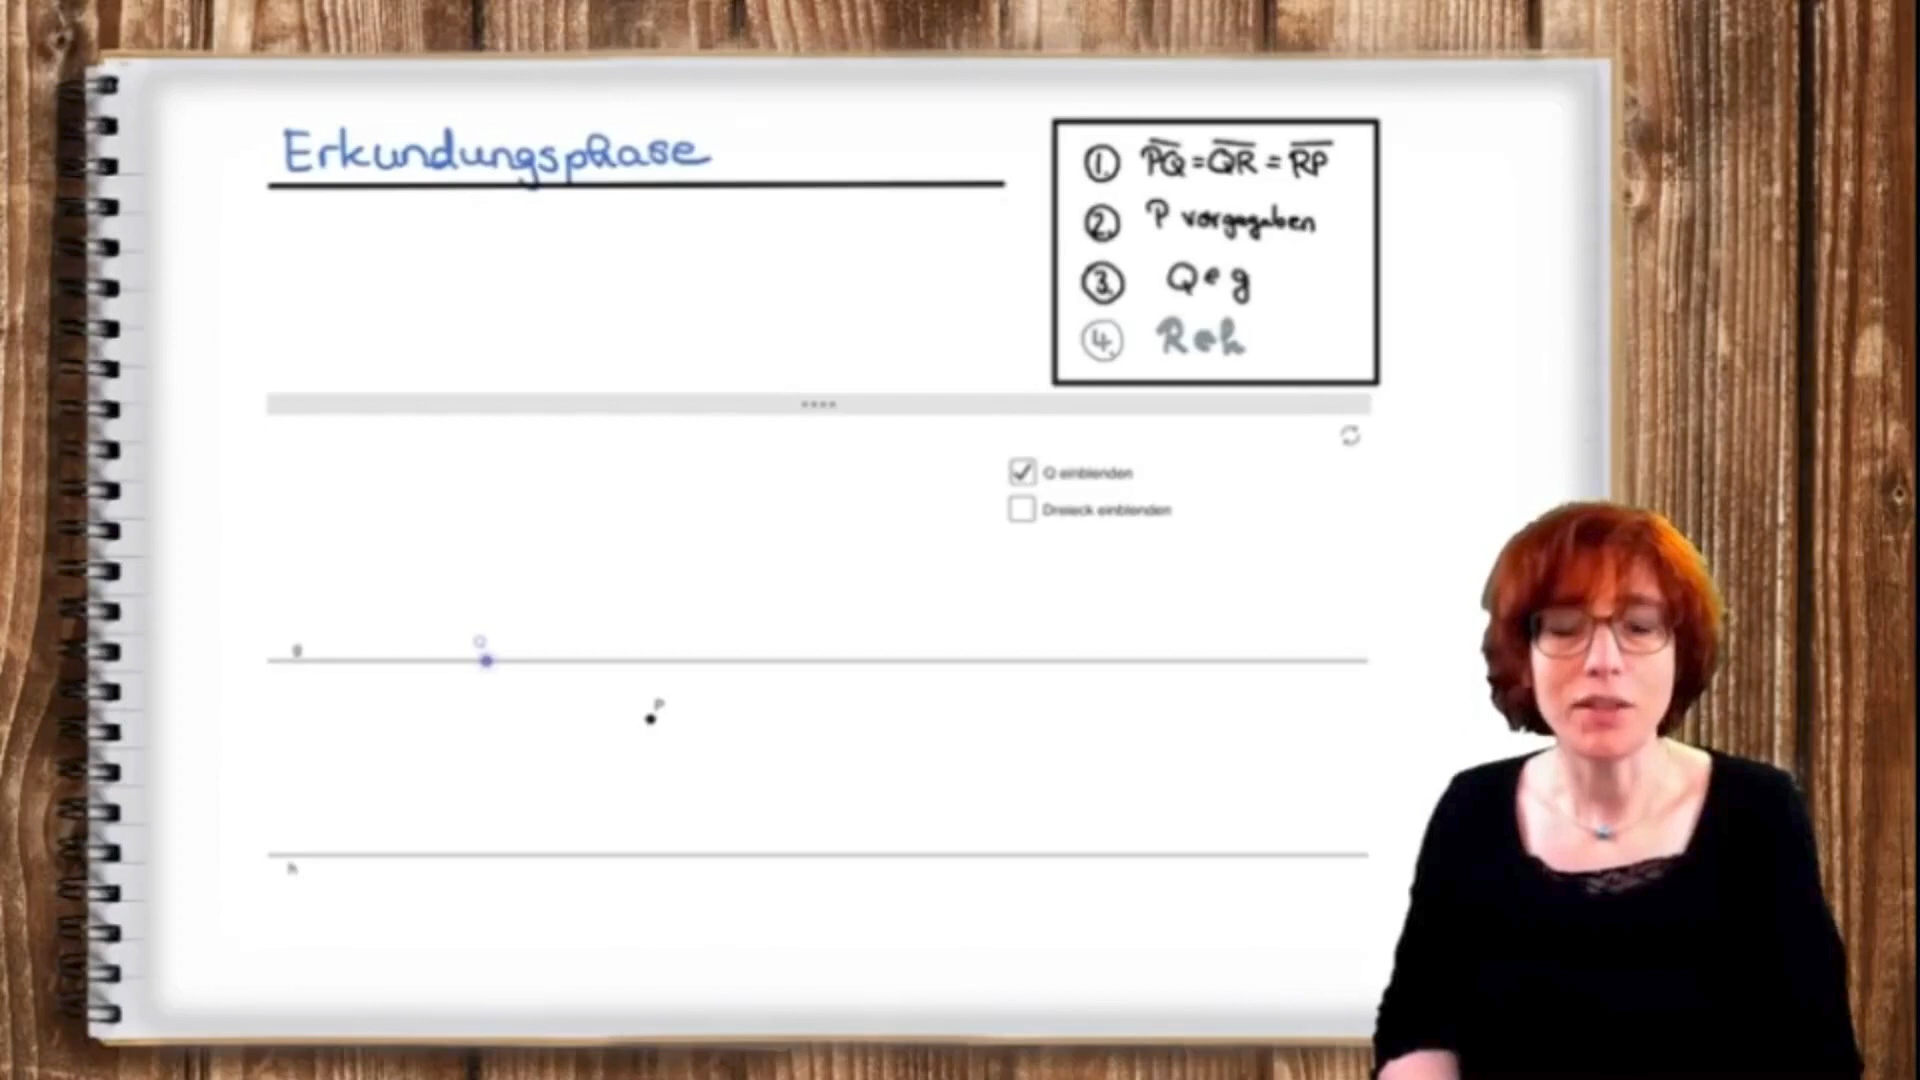 Erkundungsphase
1. PQ = QR = RP
2. P vorgegeben
3. Q ∈ g
4. R ∈ h
Q einblenden
Dreieck einblenden
g
Q
P
h